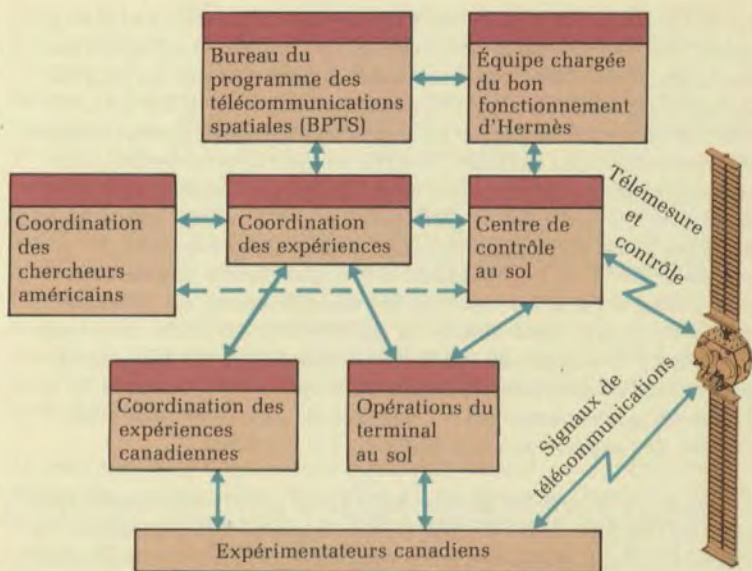 Bureau du
programme des
télécommunications
spatiales (BPTS)
Équipe chargée
du bon
fonctionnement
d'Hermès
Coordination
des
chercheurs
américains
Coordination
des expériences
Centre de
contrôle
au sol
Télémesure
et
contrôle
Coordination des
expériences
canadiennes
Opérations du
terminal
au sol
Signaux de
télécommunications
Expérimentateurs canadiens